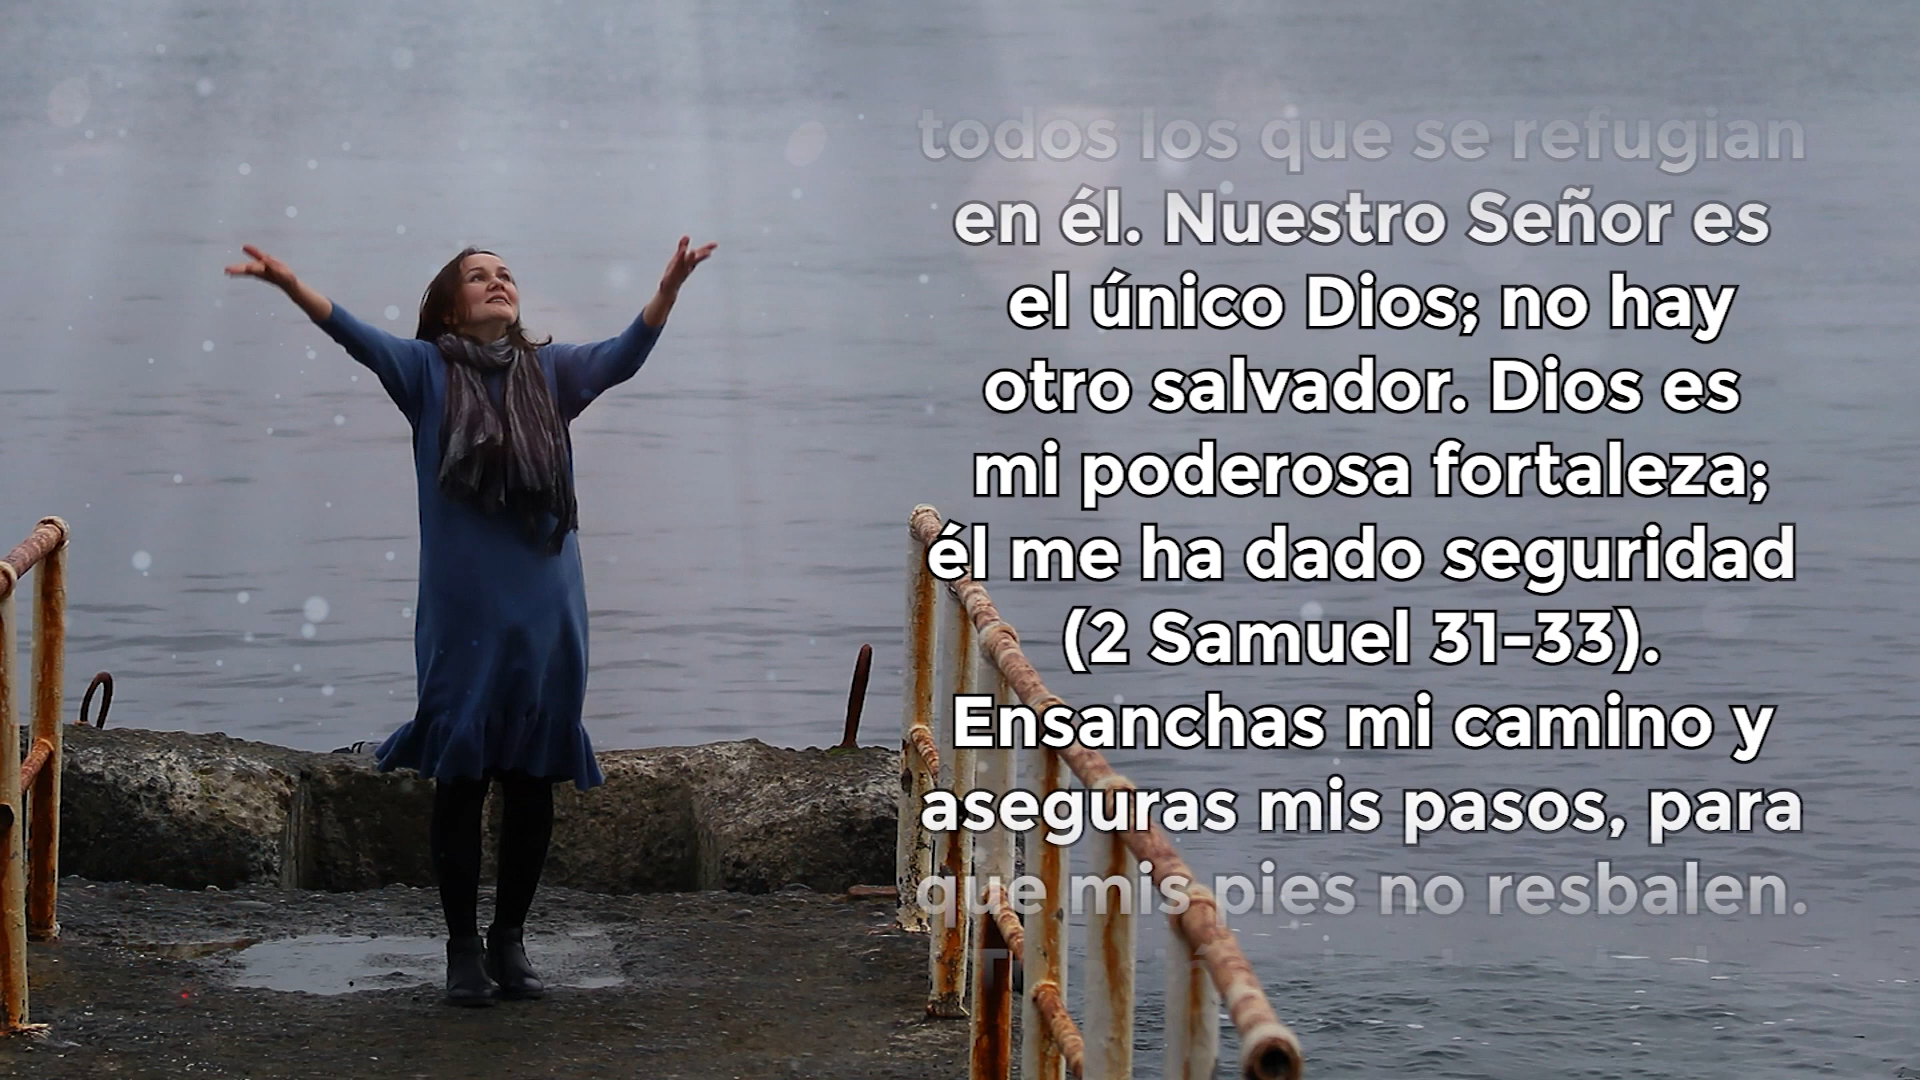 todos los que se refugian
en él. Nuestro Señor es
el único Dios; no hay
otro salvador. Dios es
mi poderosa fortaleza;
él me ha dado seguridad
(2 Samuel 31-33).
Ensanchas mi camino y
aseguras mis pasos, para
que mis pies no resbalen.